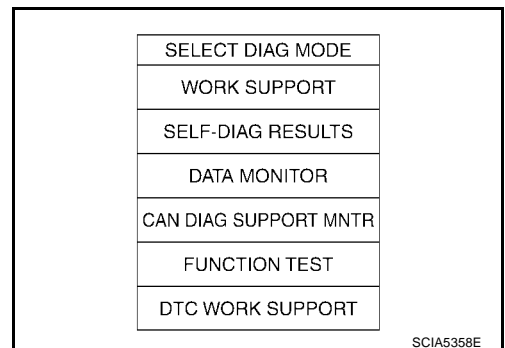 SELECT DIAG MODE
WORK SUPPORT
SELF-DIAG RESULTS
DATA MONITOR
CAN DIAG SUPPORT MNTR
FUNCTION TEST
DTC WORK SUPPORT
SCIA5358E